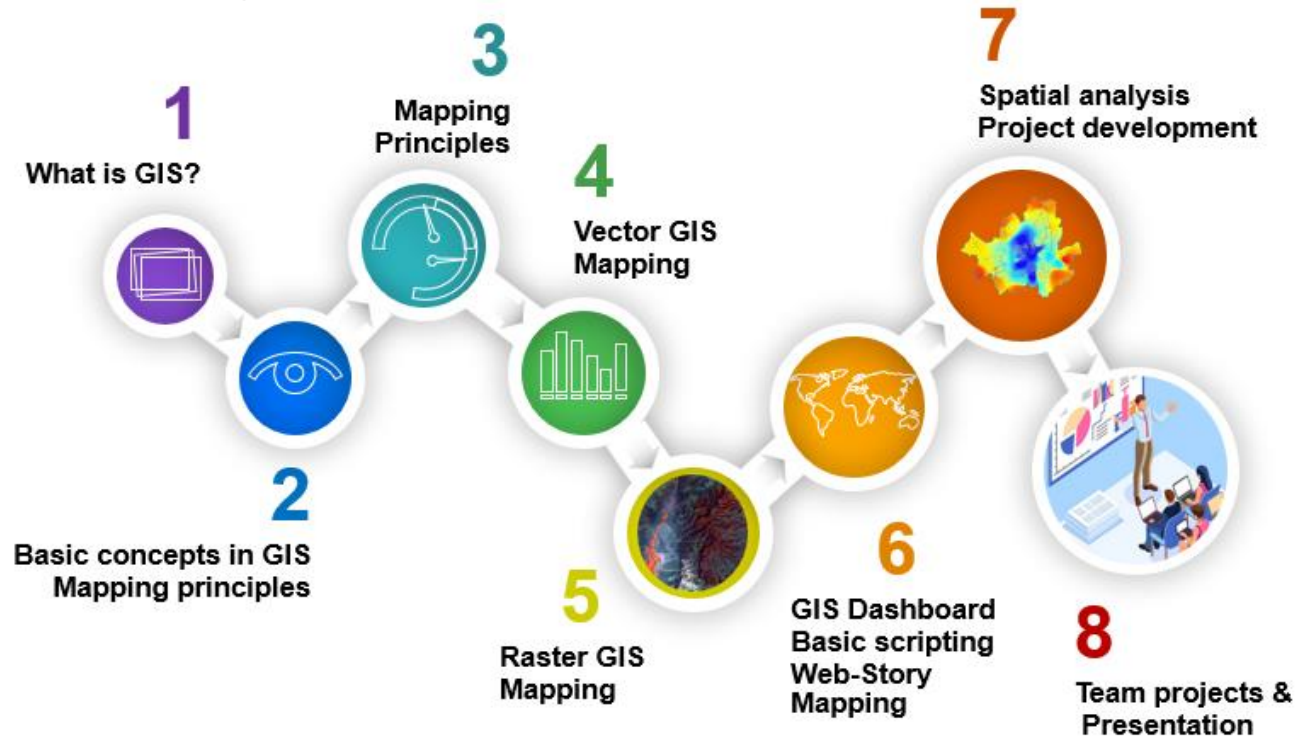 1
What is GIS?
2
Basic concepts in GIS
Mapping principles
3
Mapping
Principles
4
Vector GIS
Mapping
5
Raster GIS
Mapping
6
GIS Dashboard
Basic scripting
Web-Story
Mapping
7
Spatial analysis
Project development
8
Team projects &
Presentation